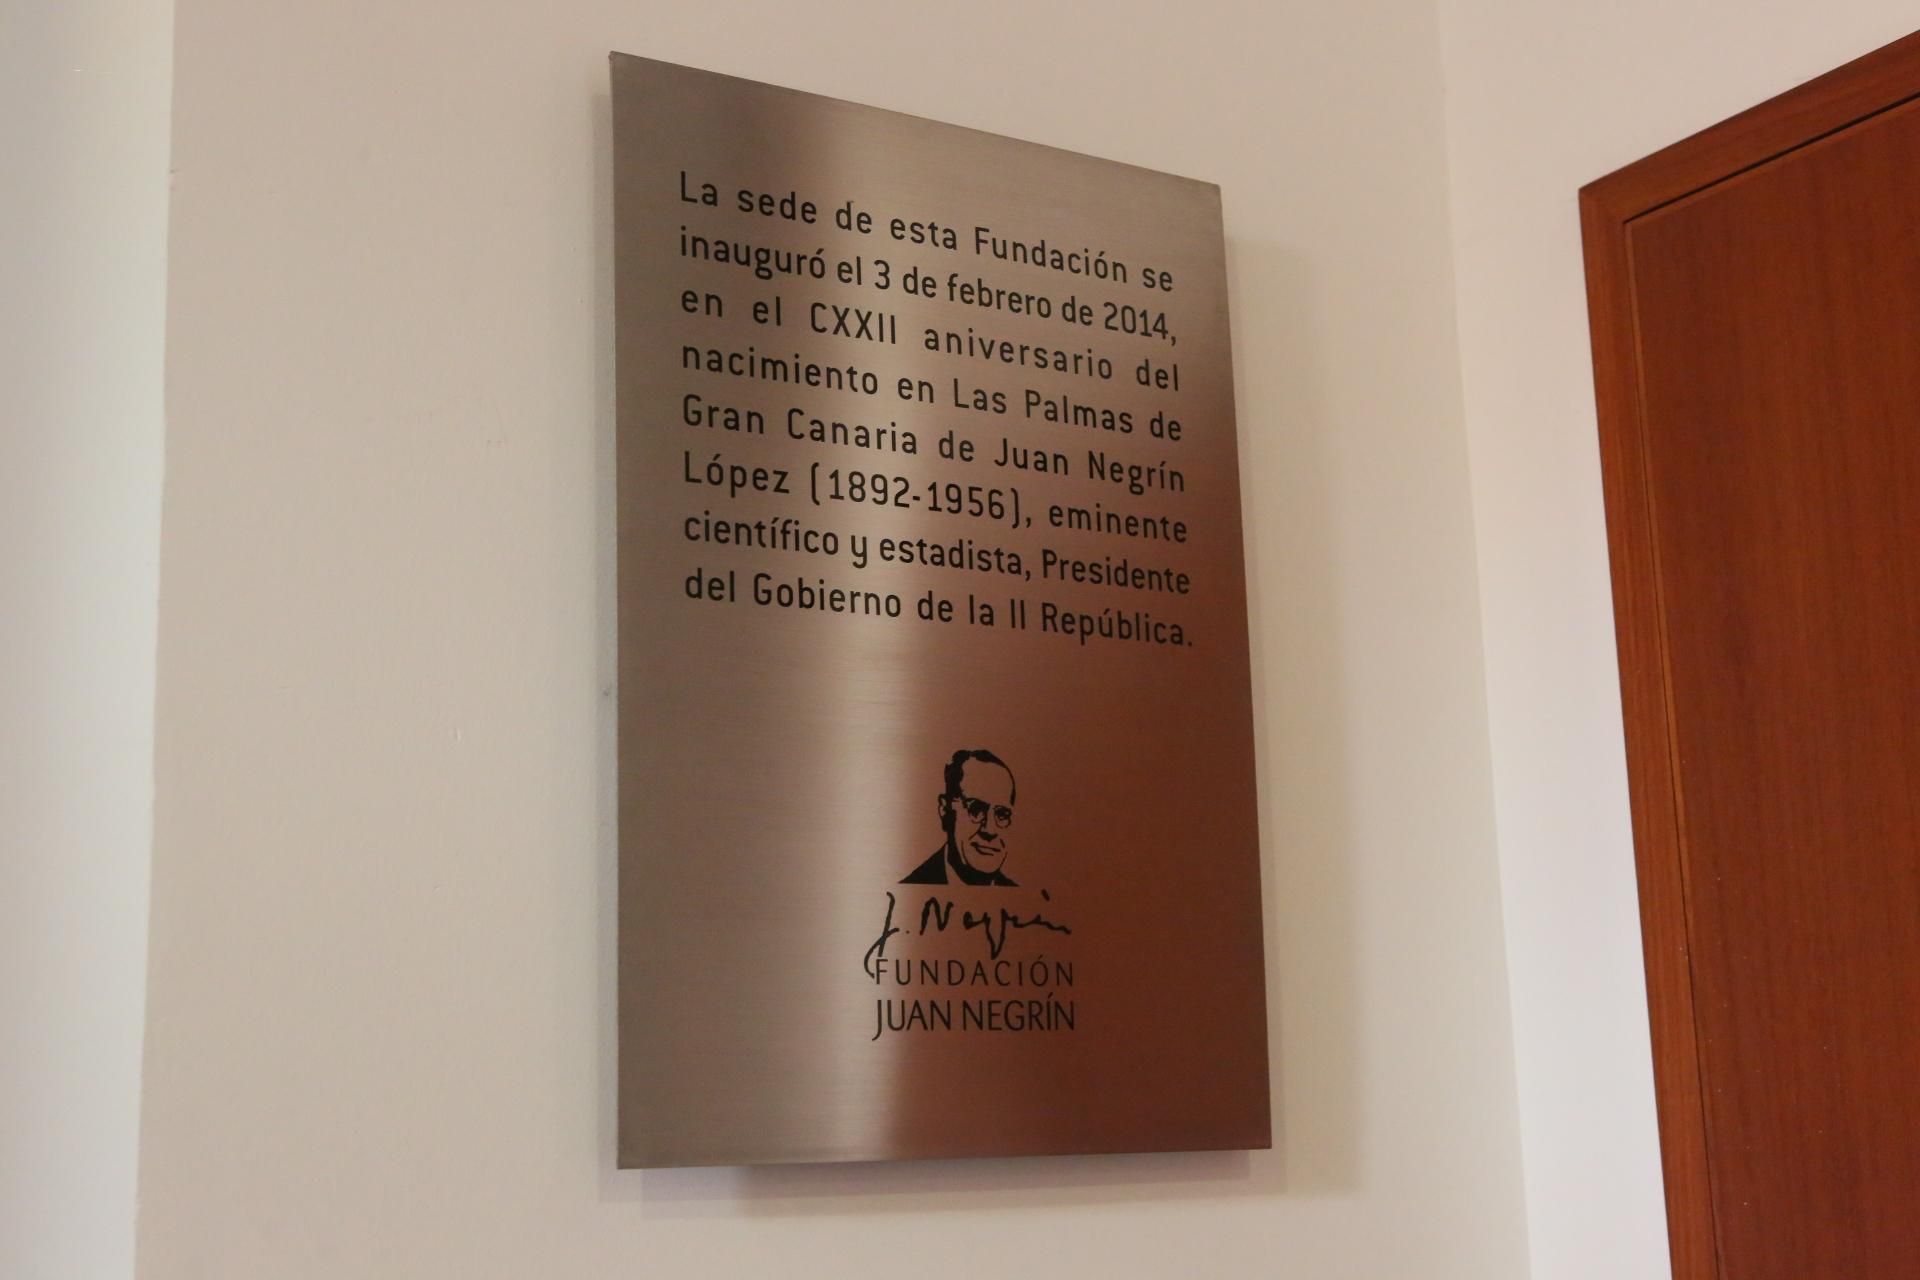 La sede de esta Fundación se
inauguró el 3 de febrero de 2014,
en el CXXII aniversario del
nacimiento en Las Palmas de
Gran Canaria de Juan Negrín
López (1892-1956), eminente
científico y estadista, Presidente
del Gobierno de la II República.
J. Negrín
FUNDACIÓN
JUAN NEGRÍN